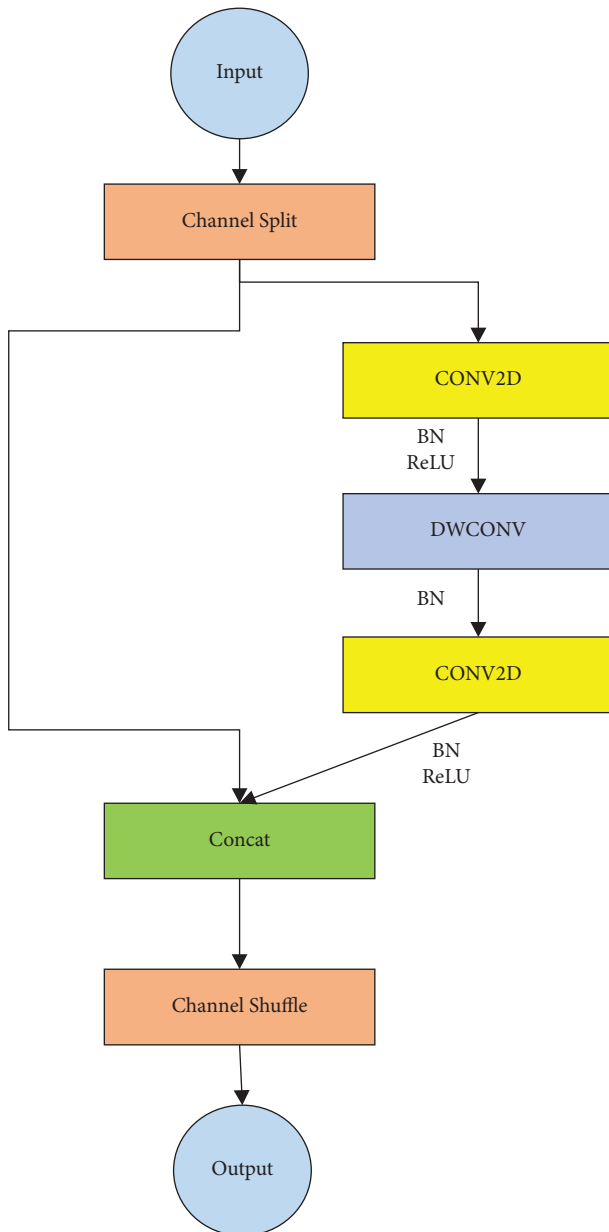 Input
Channel Split
CONV2D
BN
ReLU
DWCONV
BN
CONV2D
BN
ReLU
Concat
Channel Shuffle
Output